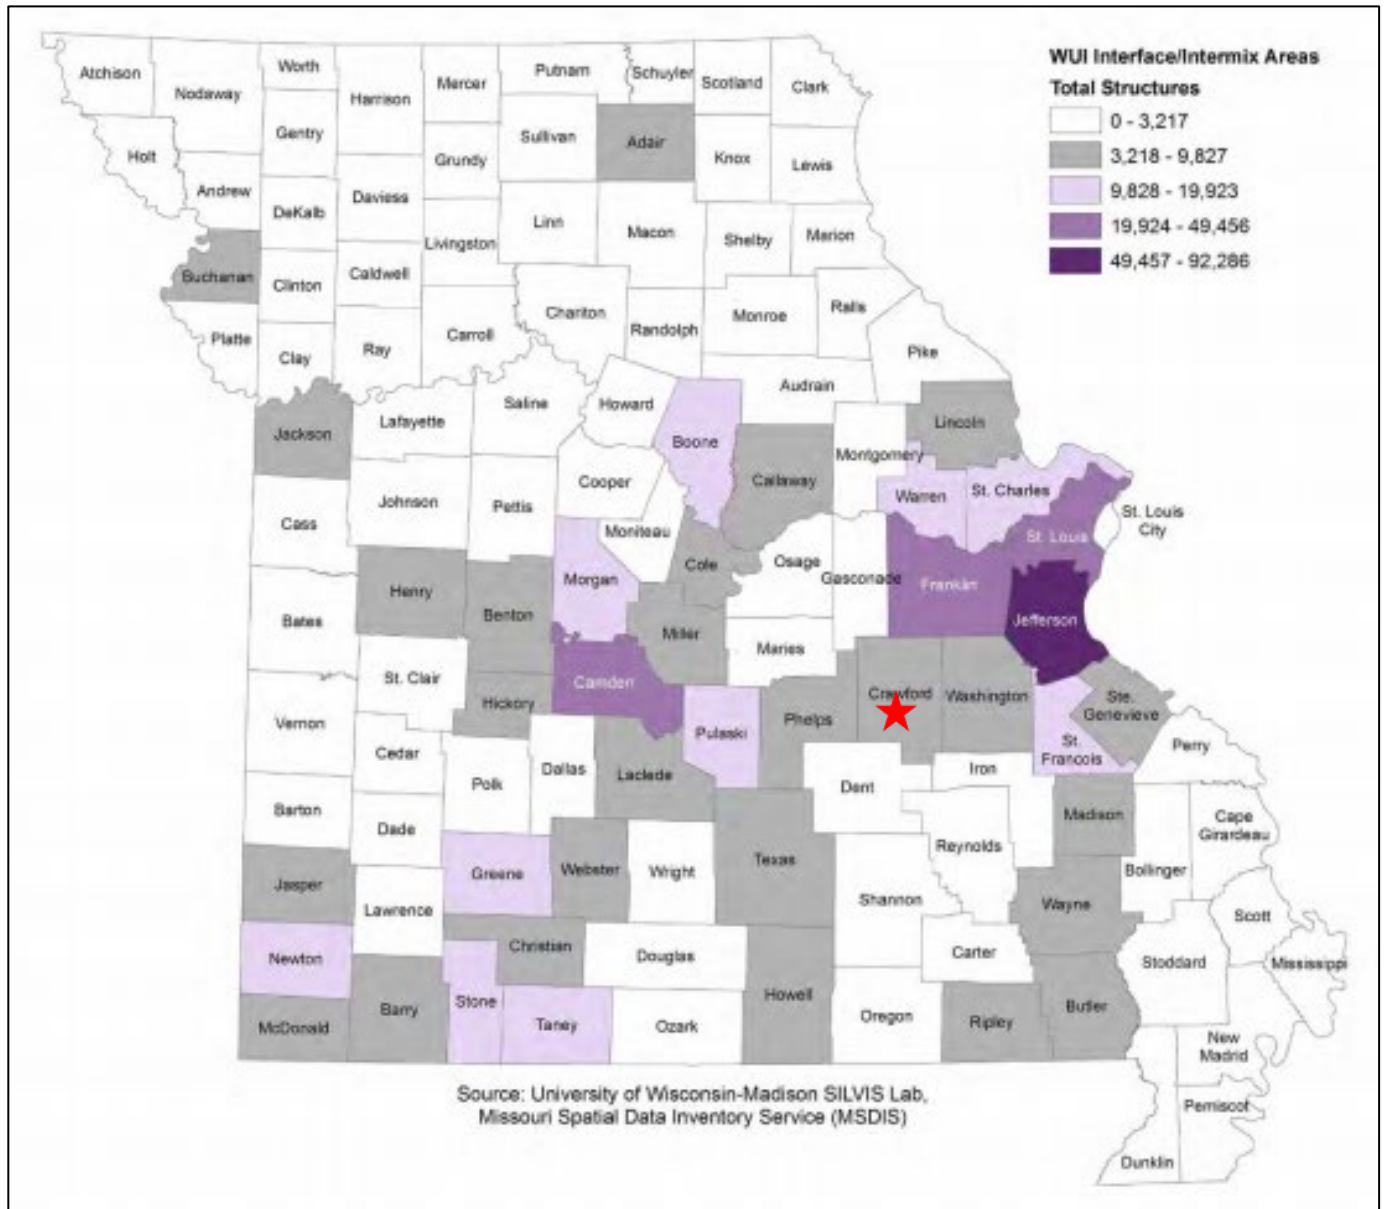 WUI Interface/Intermix Areas
Total Structures
0 - 3,217
3,218 - 9,827
9,828 - 19,923
19,924 - 49,456
49,457 - 92,286
Atchison
Nodaway
Worth
Harrison
Mercer
Putnam
Schuyler
Scotland
Clark
Holt
Gentry
Grundy
Sullivan
Adair
Knox
Lewis
Andrew
DeKalb
Daviess
Livingston
Linn
Macon
Shelby
Marion
Buchanan
Clinton
Caldwell
Chariton
Randolph
Monroe
Ralls
Platte
Clay
Ray
Carroll
Pike
Audrain
Jackson
Lafayette
Saline
Howard
Boone
Callaway
Montgomery
Lincoln
Cooper
Warren
St. Charles
St. Louis
City
Cass
Johnson
Pettis
Moniteau
Cole
Osage
Gasconade
Franklin
St. Louis
Jefferson
Bates
Henry
Benton
Morgan
Miller
Maries
St. Clair
Hickory
Camden
Pulaski
Phelps
Crawford
Washington
Ste.
Genevieve
St.
Francois
Perry
Vernon
Cedar
Polk
Dallas
Laclede
Dent
Iron
Barton
Dade
Madison
Cape
Girardeau
Jasper
Lawrence
Greene
Webster
Wright
Texas
Shannon
Reynolds
Bollinger
Wayne
Scott
Newton
Christian
Douglas
Carter
Stoddard
Mississippi
McDonald
Barry
Stone
Taney
Ozark
Howell
Oregon
Ripley
Butler
New
Madrid
Pemiscot
Dunklin
Source: University of Wisconsin-Madison SILVIS Lab,
Missouri Spatial Data Inventory Service (MSDIS)